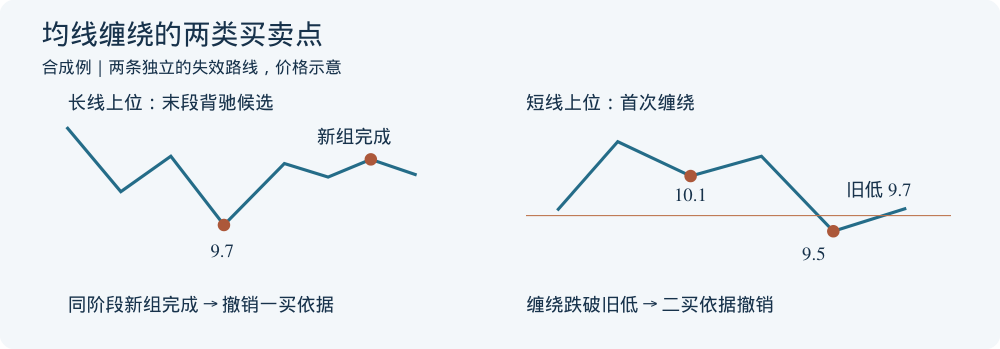 均线缠绕的两类买卖点
合成例｜两条独立的失效路线，价格示意
长线上位：末段背驰候选
短线上位：首次缠绕
新组完成
旧低 9.7
10.1
9.7
9.5
同阶段新组完成→撤销一买依据
缠绕跌破旧低→二买依据撤销